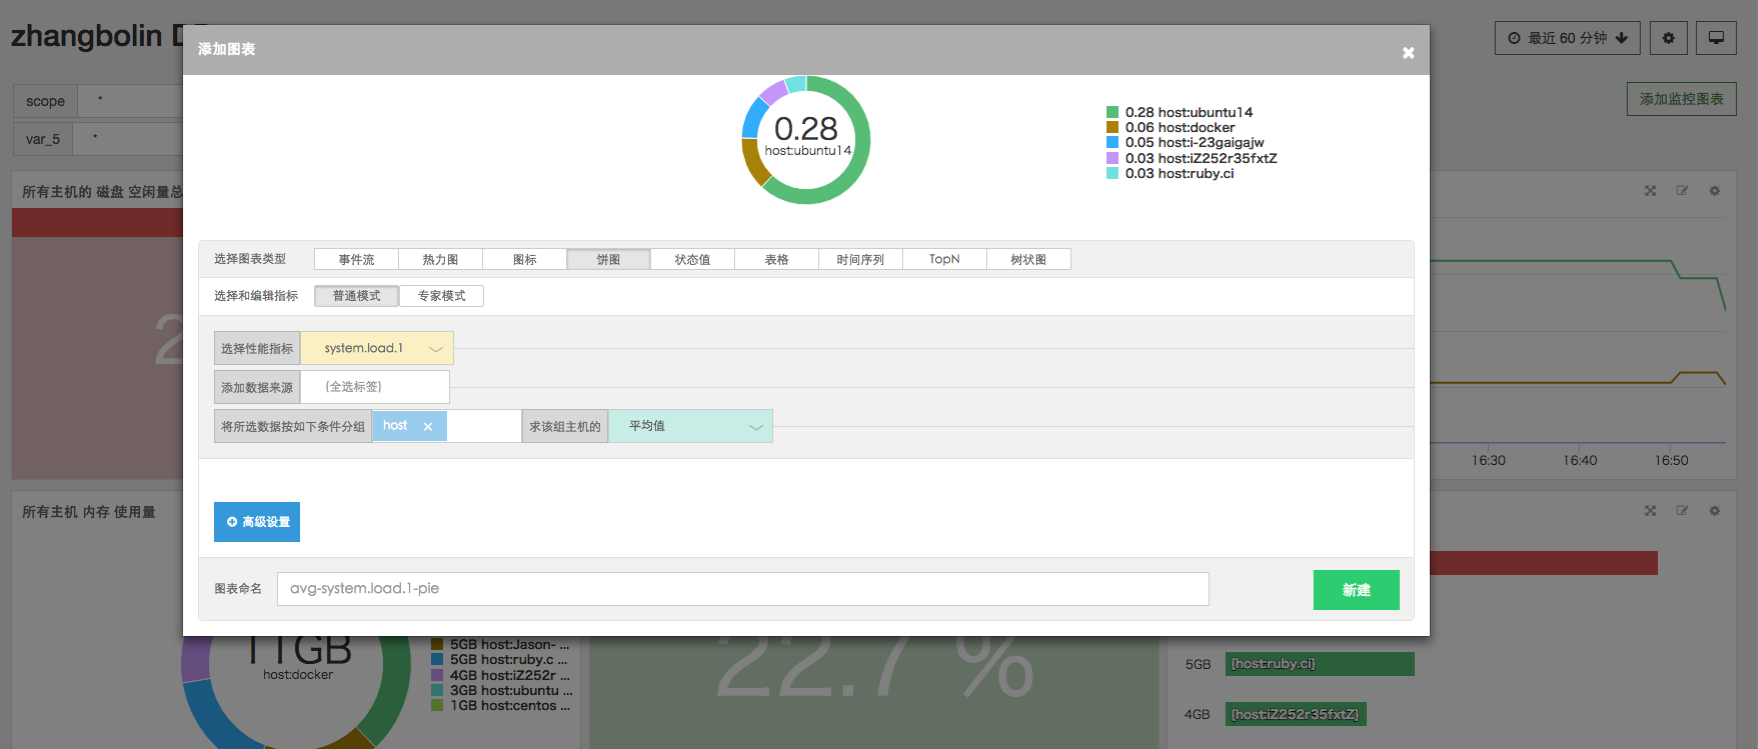 zhangbolin
最近 60 分钟
scope
*
添加监控图表
var_5
*
所有主机的 磁盘 空闲量总
2
添加图表
0.28
host:ubuntu14
0.28 host:ubuntu14
0.06 host:docker
0.05 host:i-23gaigajw
0.03 host:iZ252r35fxtZ
0.03 host:ruby.ci
选择图表类型
事件流
热力图
图标
饼图
状态值
表格
时间序列
TopN
树状图
选择和编辑指标
普通模式
专家模式
选择性能指标
system.load.1
添加数据来源
(全选标签)
将所选数据按如下条件分组
host
求该组主机的
平均值
高级设置
图表命名
avg-system.load.1-pie
新建
16:30
16:40
16:50
所有主机 内存 使用量
11GB
host:docker
5GB host:Jason- ...
5GB host:ruby.c ...
4GB host:iZ252r ...
3GB host:ubuntu ...
1GB host:centos ...
22.7 %
5GB
{host:ruby.ci}
4GB
{host:iZ252r35fxtZ}